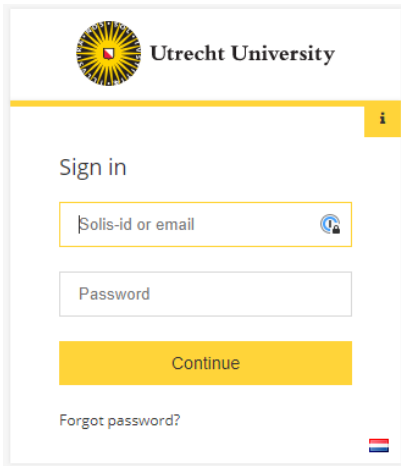 Utrecht University
i
Sign in
Solis-id or email
Password
Continue
Forgot password?